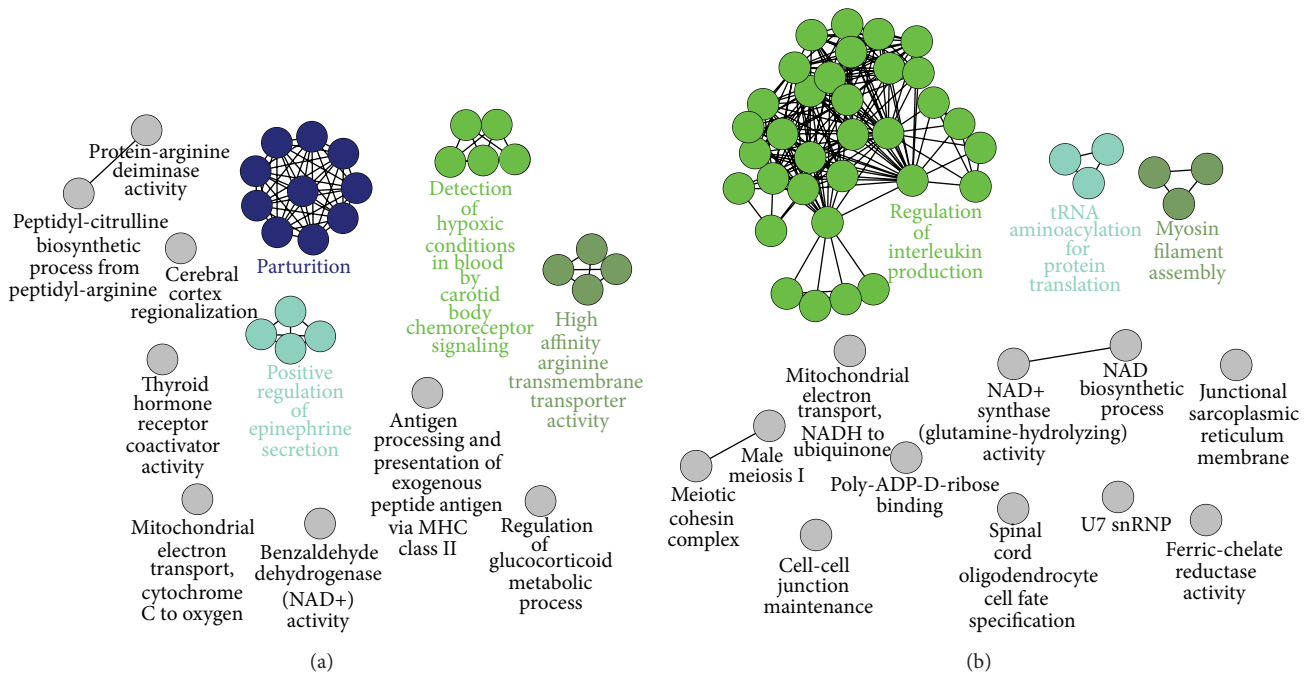 Protein-arginine
deiminase
activity
Peptidyl-citrulline
biosynthetic
process from
peptidyl-arginine
Cerebral
cortex
regionalization
Parturition
Detection
of
hypoxic
conditions
in blood
by
carotid
body
chemoreceptor
signaling
High
affinity
arginine
transmembrane
transporter
activity
Thyroid
hormone
receptor
coactivator
activity
Positive
regulation
of
epinephrine
secretion
Antigen
processing and
presentation of
exogenous
peptide antigen
via MHC
class II
Mitochondrial
electron
transport,
cytochrome
C to oxygen
Benzaldehyde
dehydrogenase
(NAD+)
activity
Regulation
of
glucocorticoid
metabolic
process
(a)
Regulation
of
interleukin
production
tRNA
aminoacylation
for
protein
translation
Myosin
filament
assembly
Mitochondrial
electron
transport,
NADH to
ubiquinone
NAD+
synthase
(glutamine-hydrolyzing)
activity
NAD
biosynthetic
process
Junctional
sarcoplasmic
reticulum
membrane
Male
meiosis I
Meiotic
cohesin
complex
Poly-ADP-D-ribose
binding
Cell-cell
junction
maintenance
Spinal
cord
oligodendrocyte
cell fate
specification
U7 snRNP
Ferric-chelate
reductase
activity
(b)